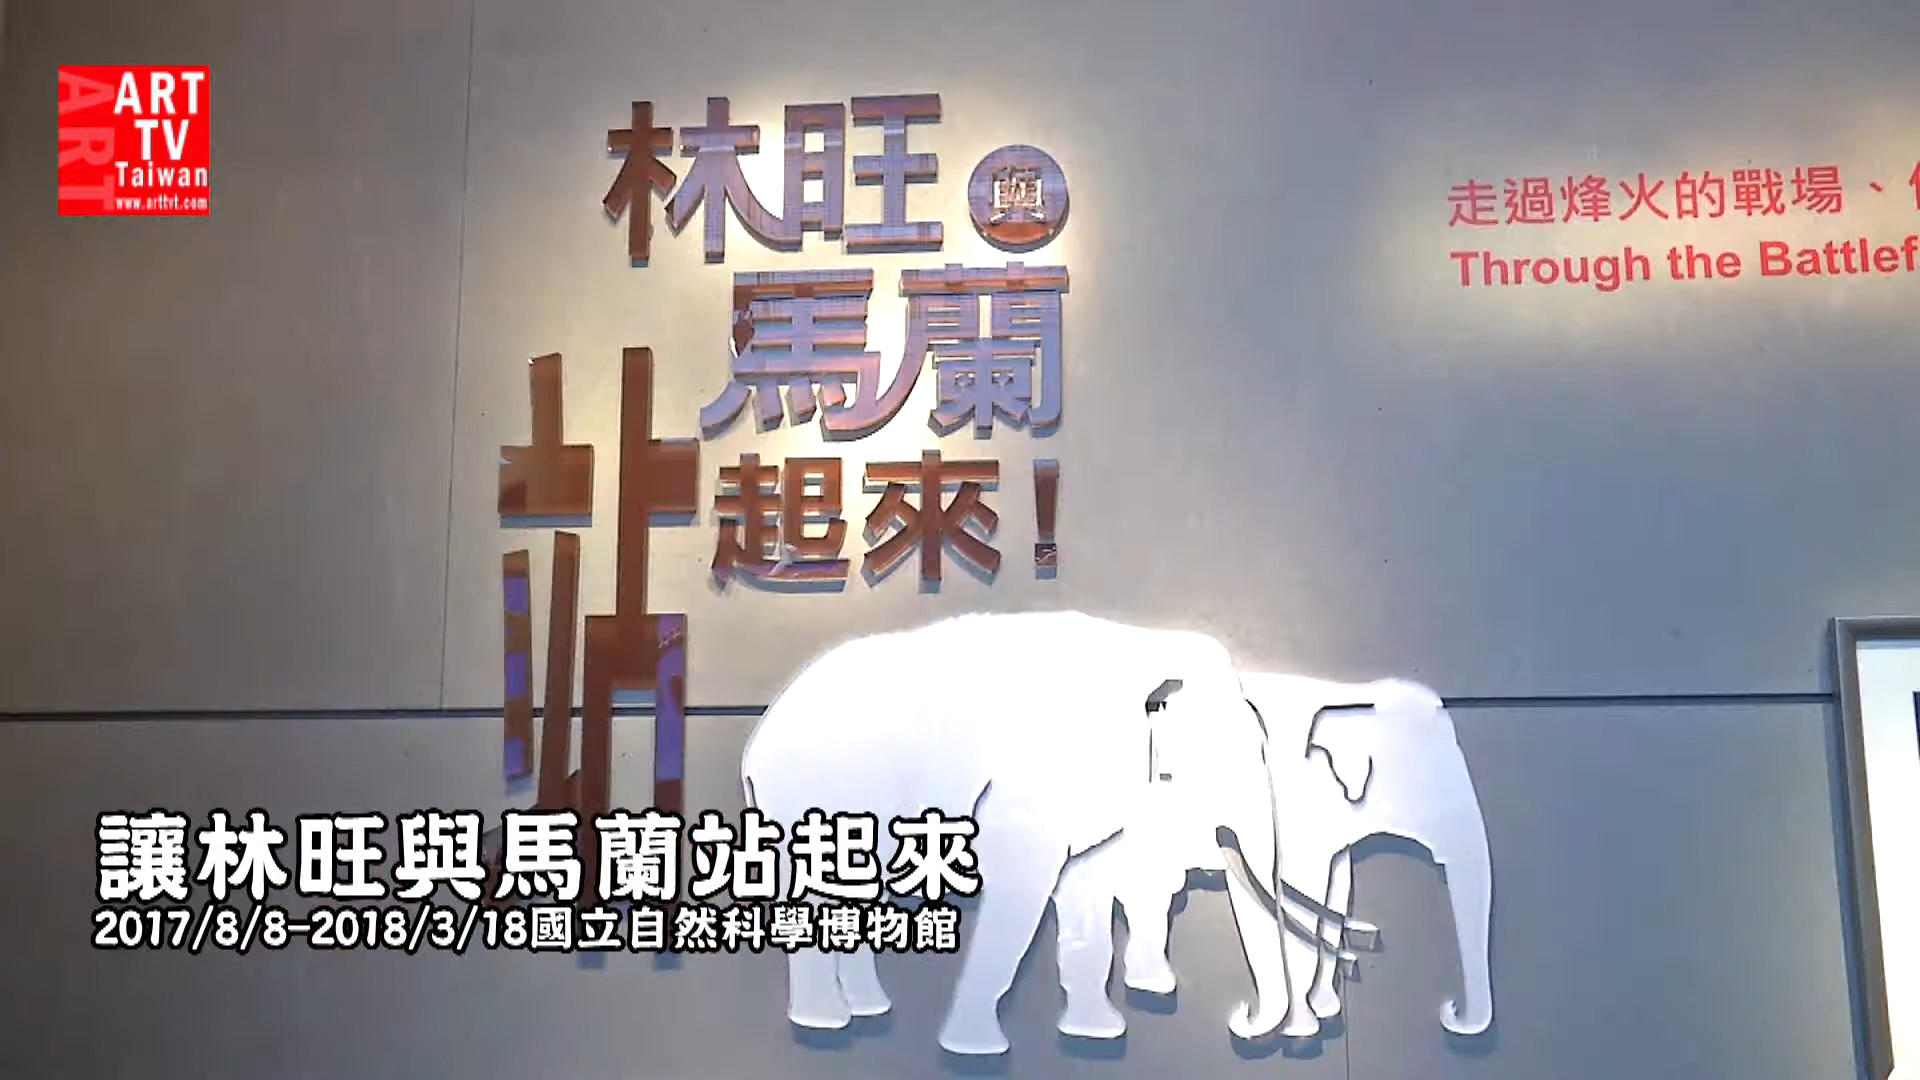 ART
ART
TV
Taiwan
www.arttvt.com
林旺與
馬蘭
站起來!
走過烽火的戰場、
Through the Battlef
讓林旺與馬蘭站起來
2017/8/8-2018/3/18國立自然科學博物館